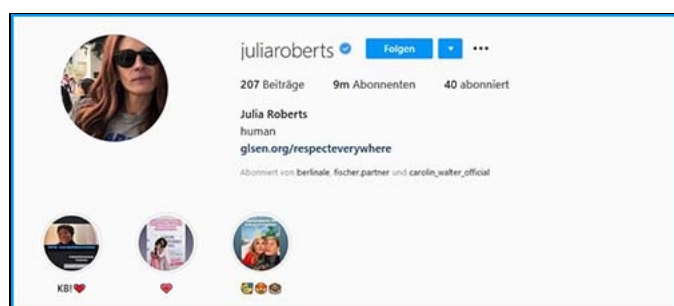 juliaroberts Folgen
207 Beiträge 9m Abonnenten 40 abonniert
Julia Roberts
human
glsen.org/respecteverywhere
Abonniert von berlinale, fischer.partner und carolin_walter_official
KB!❤️